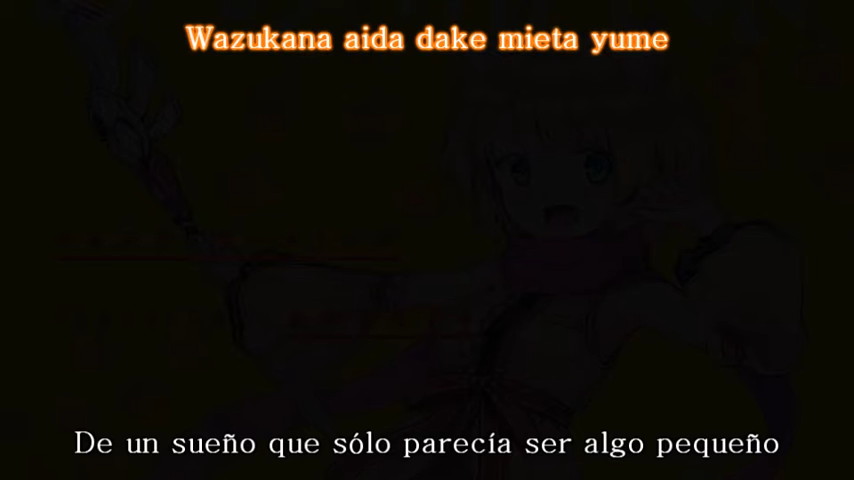 Wazukana aida dake mieta yume
De un sueño que sólo parecía ser algo pequeño